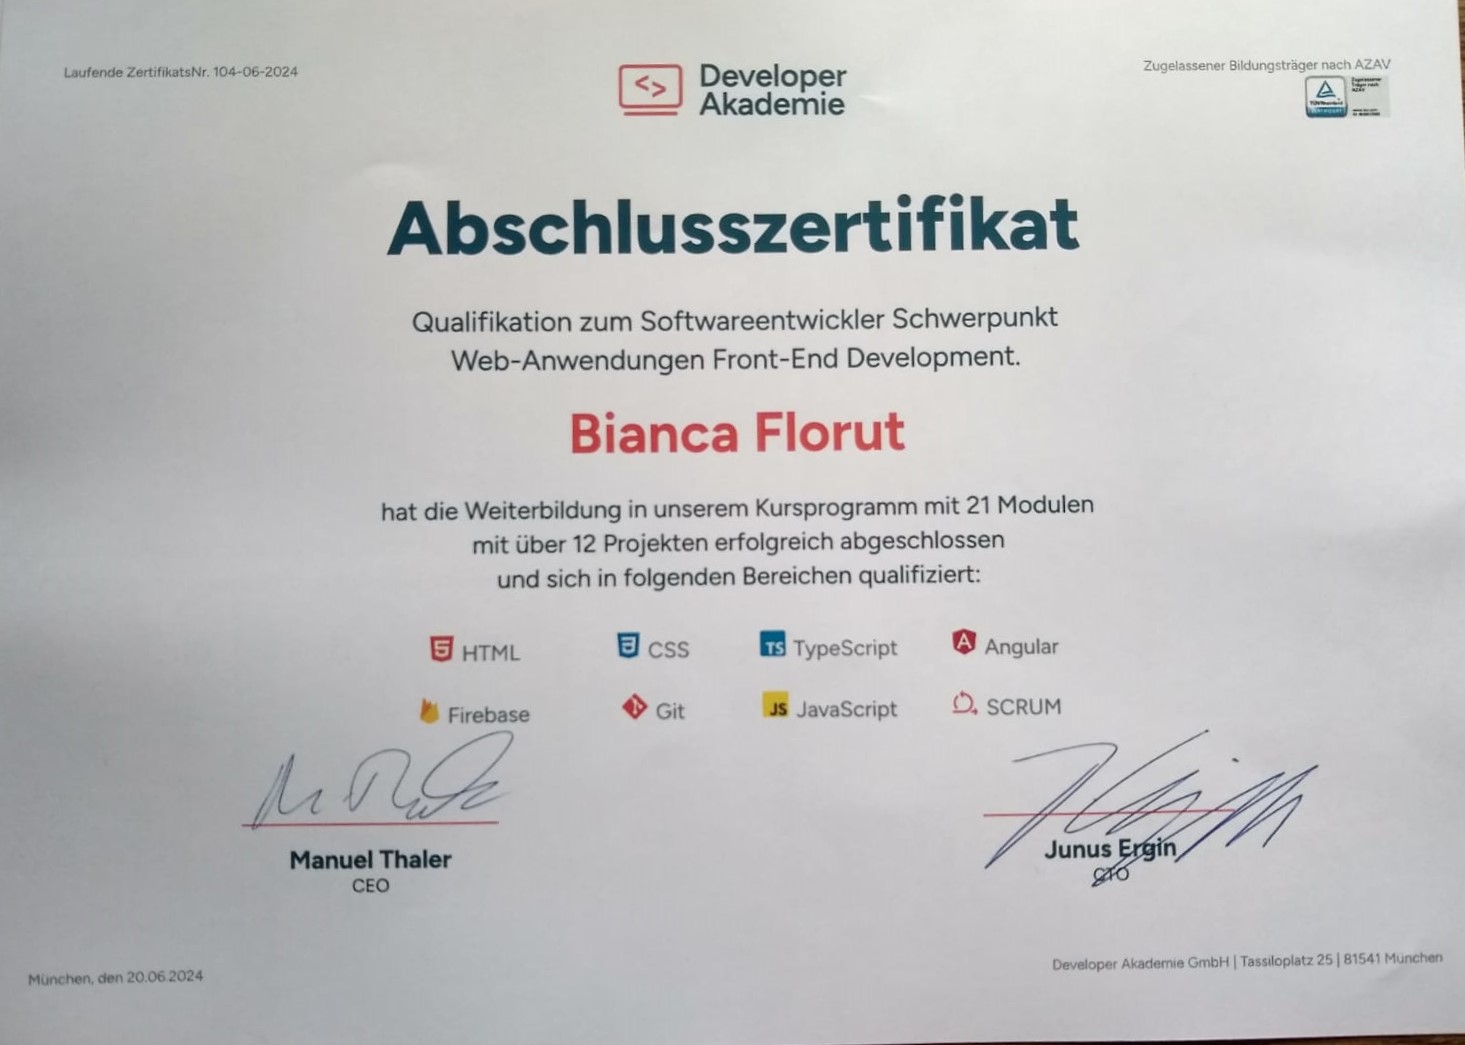 Laufende ZertifikatsNr. 104-06-2024
Developer
Akademie
Zugelassener Bildungsträger nach AZAV
Abschlusszertifikat
Qualifikation zum Softwareentwickler Schwerpunkt
Web-Anwendungen Front-End Development.
Bianca Florut
hat die Weiterbildung in unserem Kursprogramm mit 21 Modulen
mit über 12 Projekten erfolgreich abgeschlossen
und sich in folgenden Bereichen qualifiziert:
HTML CSS TS TypeScript Angular
Firebase Git JS JavaScript SCRUM
Manuel Thaler
CEO
Junus Ergin
CTO
München, den 20.06.2024
Developer Akademie GmbH | Tassiloplatz 25 | 81541 München